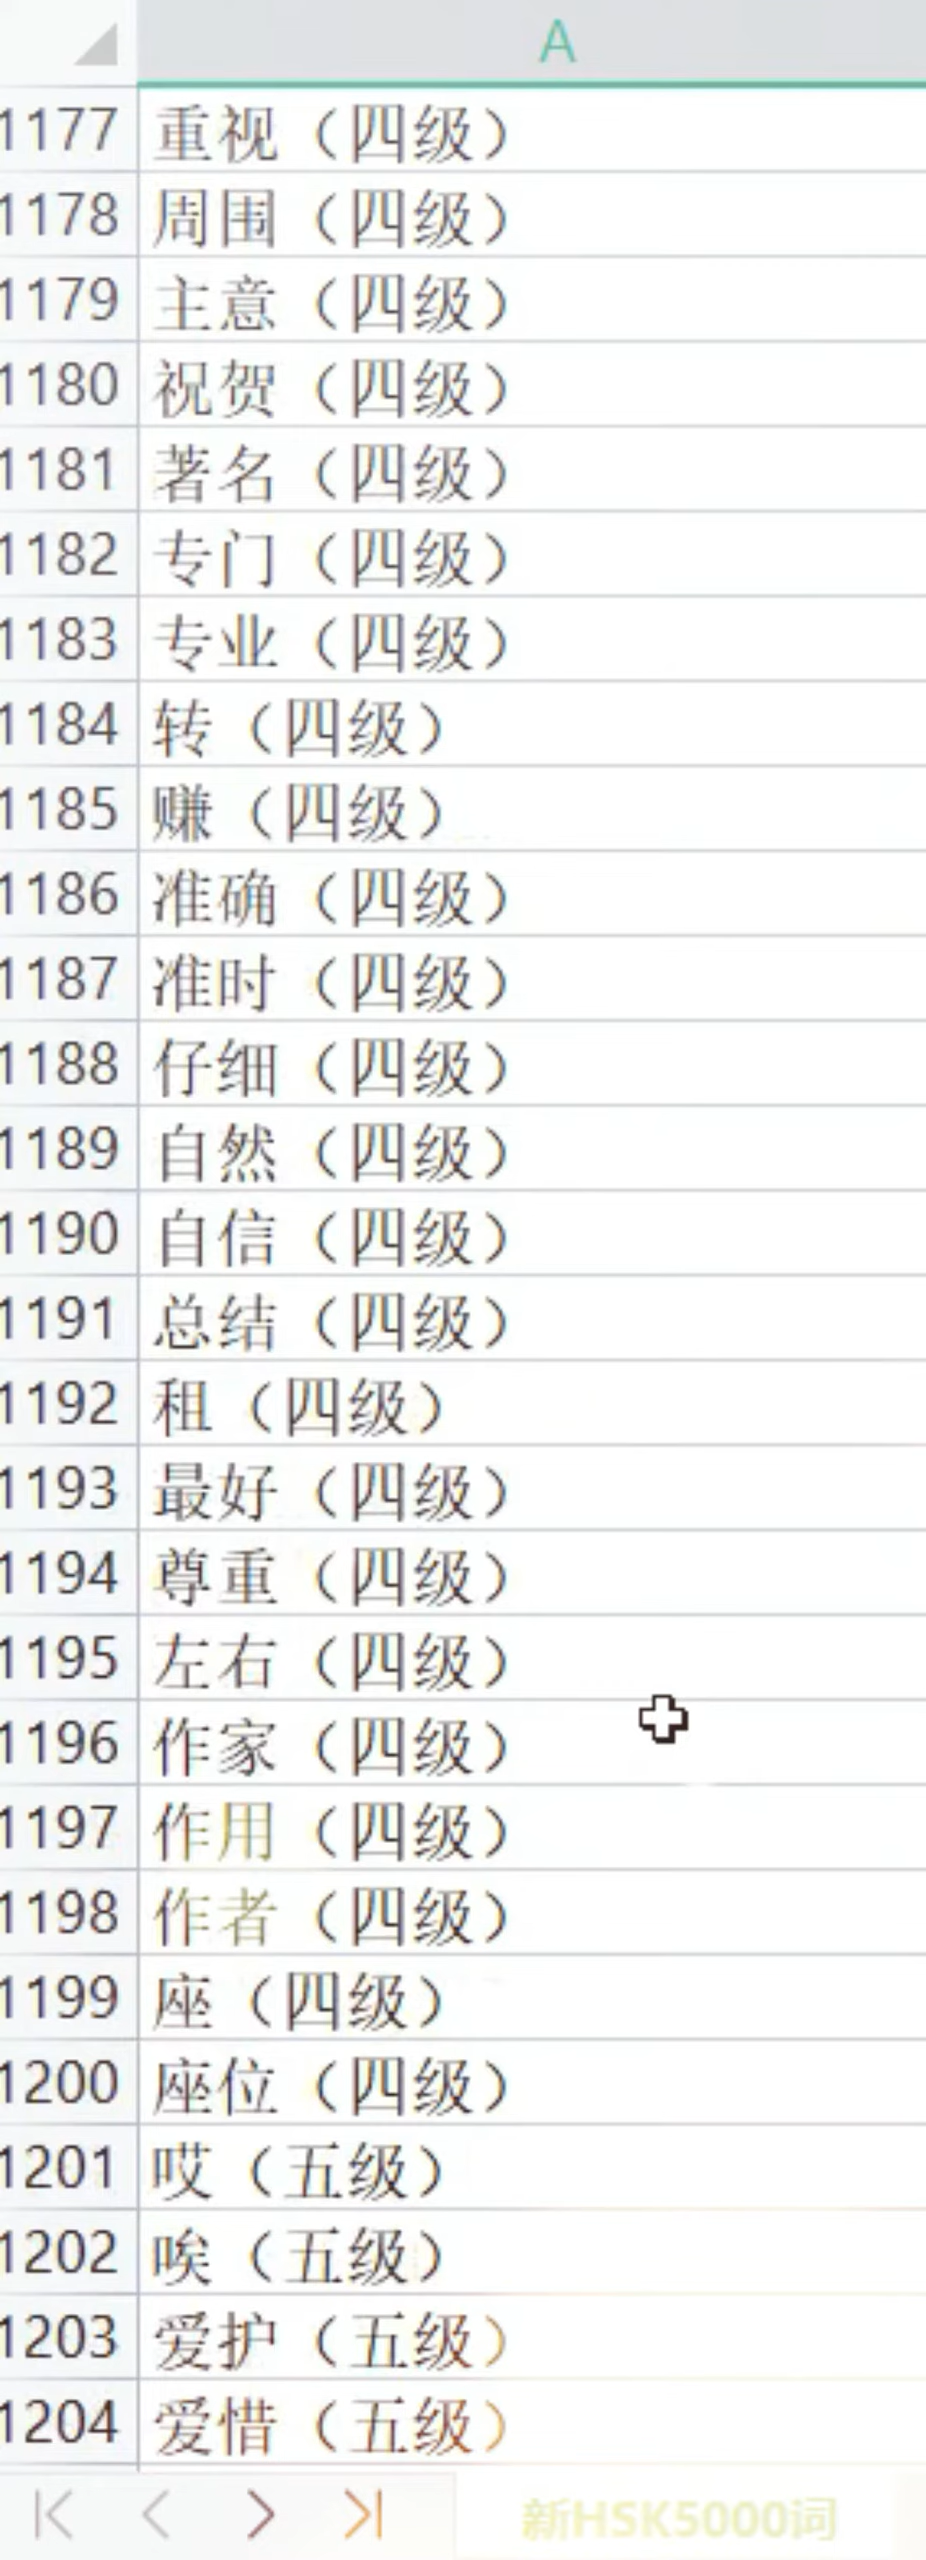 A
1177 重视（四级）
1178 周围（四级）
1179 主意（四级）
1180 祝贺（四级）
1181 著名（四级）
1182 专门（四级）
1183 专业（四级）
1184 转（四级）
1185 赚（四级）
1186 准确（四级）
1187 准时（四级）
1188 仔细（四级）
1189 自然（四级）
1190 自信（四级）
1191 总结（四级）
1192 租（四级）
1193 最好（四级）
1194 尊重（四级）
1195 左右（四级）
1196 作家（四级）
1197 作用（四级）
1198 作者（四级）
1199 座（四级）
1200 座位（四级）
1201 哎（五级）
1202 唉（五级）
1203 爱护（五级）
1204 爱惜（五级）
新HSK5000词